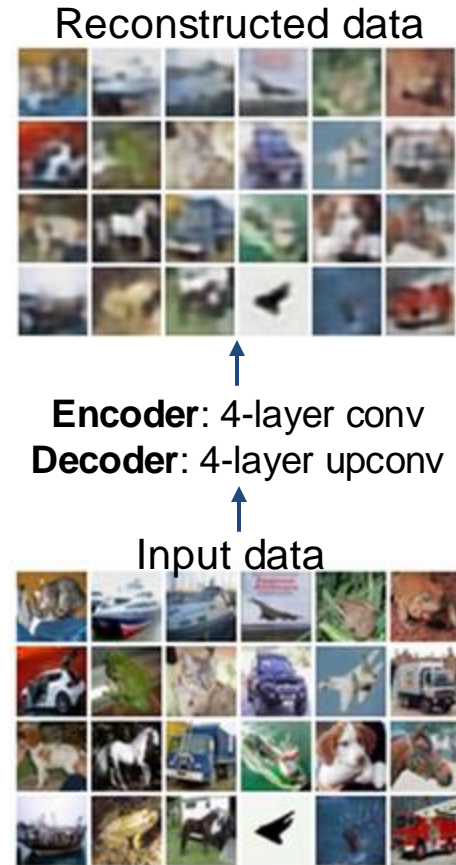 Reconstructed data
Encoder: 4-layer conv
Decoder: 4-layer upconv
Input data